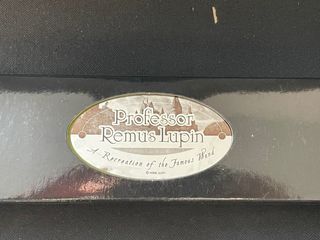 Professor
Remus Lupin
A Recreation of the Famous Wand